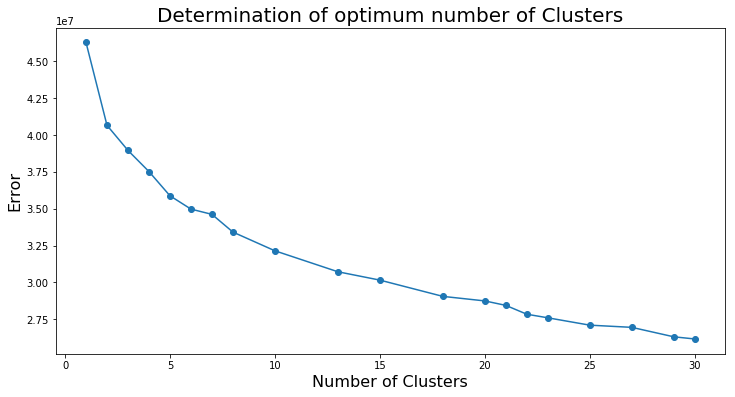 Determination of optimum number of Clusters
1e7
4.50
4.25
4.00
3.75
3.50
3.25
3.00
2.75
Error
0 5 10 15 20 25 30
Number of Clusters